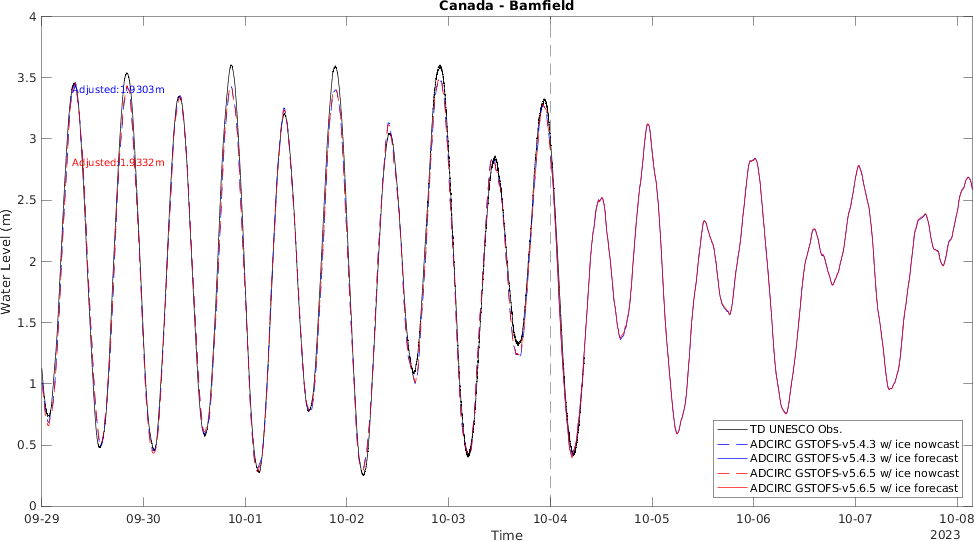 Canada - Bamfield
4
3.5
3
2.5
2
1.5
1
0.5
0
Water Level (m)
Adjusted:1.9303m
Adjusted:1.9332m
TD UNESCO Obs.
ADCIRC GSTOFS-v5.4.3 w/ ice nowcast
ADCIRC GSTOFS-v5.4.3 w/ ice forecast
ADCIRC GSTOFS-v5.6.5 w/ ice nowcast
ADCIRC GSTOFS-v5.6.5 w/ ice forecast
09-29 09-30 10-01 10-02 10-03 10-04 10-05 10-06 10-07 10-08
Time
2023